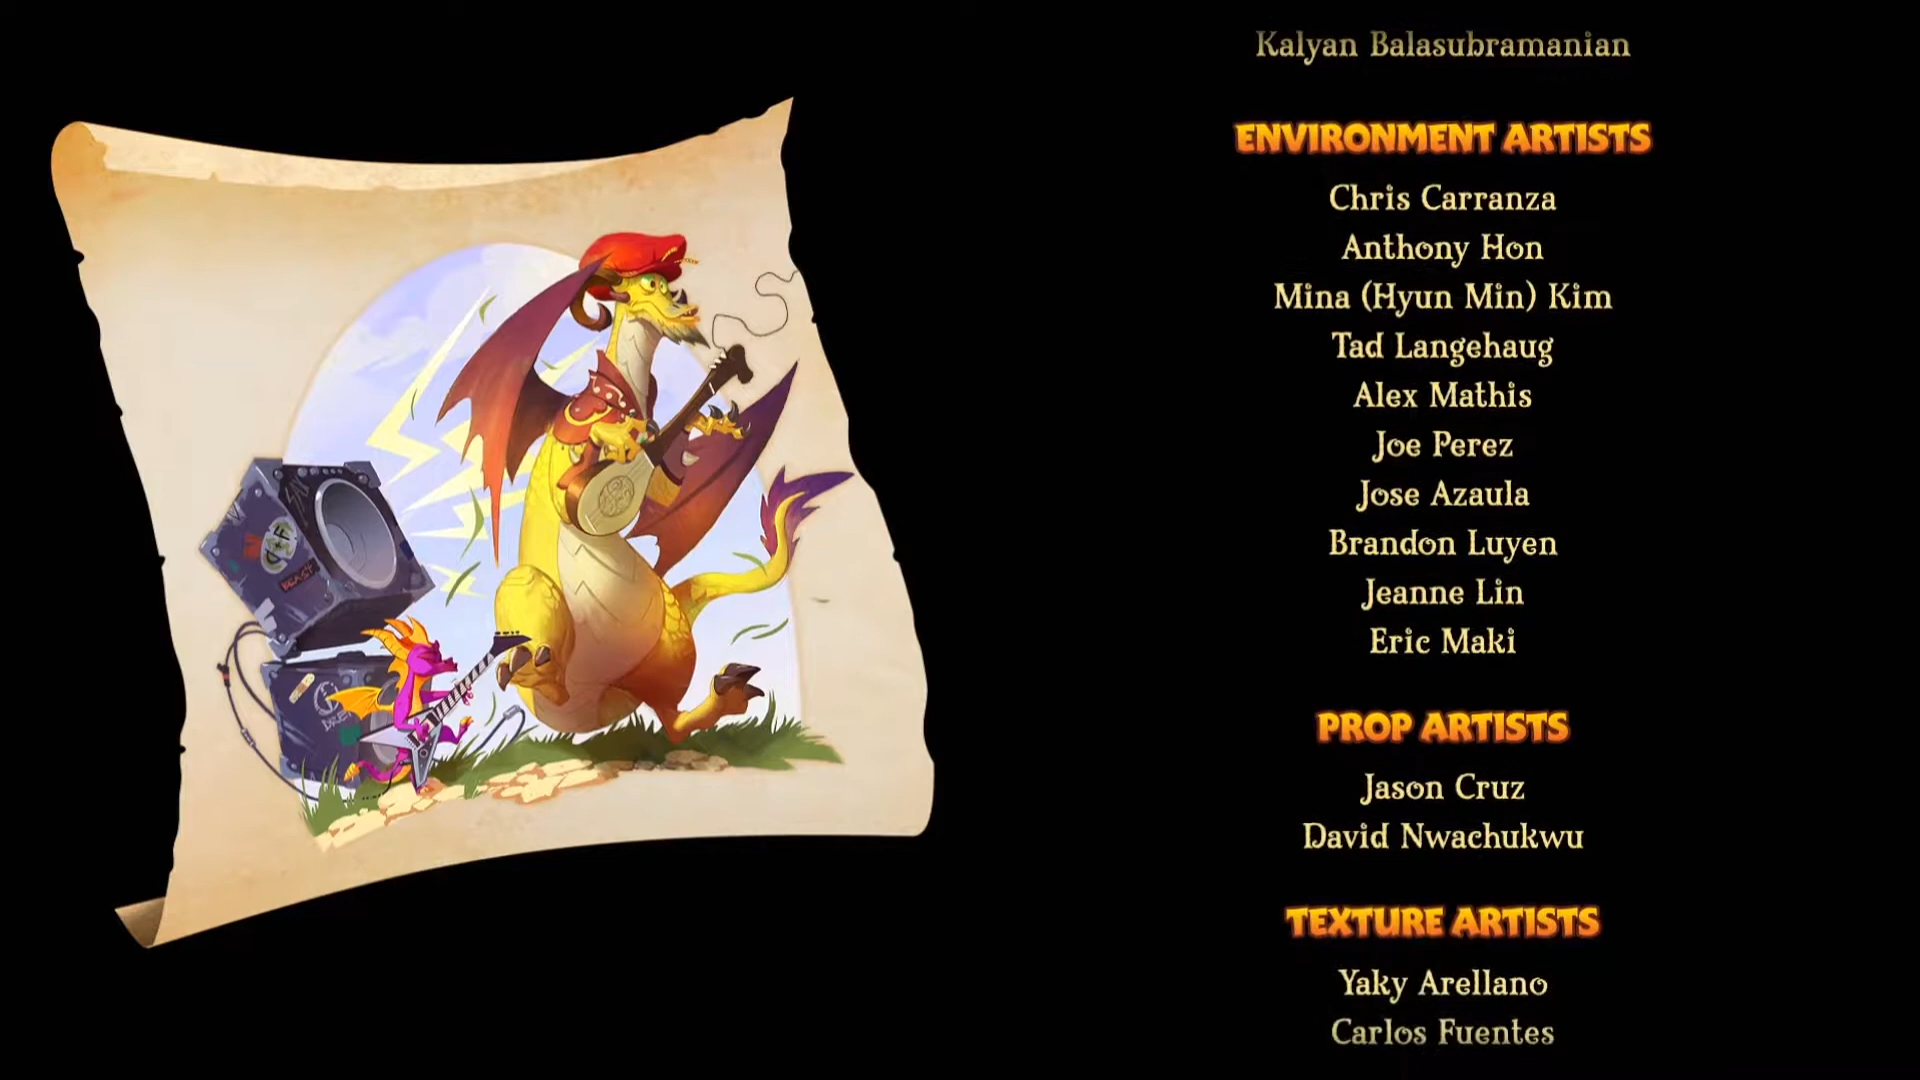 Kalyan Balasubramanian
ENVIRONMENT ARTISTS
Chris Carranza
Anthony Hon
Mina (Hyun Min) Kim
Tad Langehaug
Alex Mathis
Joe Perez
Jose Azaula
Brandon Luyen
Jeanne Lin
Eric Maki
PROP ARTISTS
Jason Cruz
David Nwachukwu
TEXTURE ARTISTS
Yaky Arellano
Carlos Fuentes